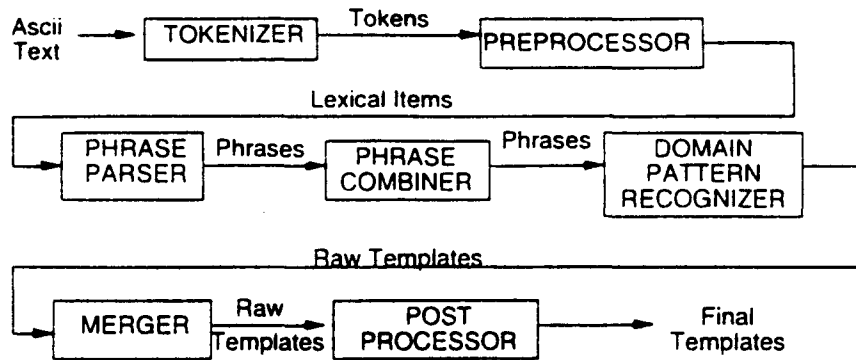 Ascii
Text
TOKENIZER
Tokens
PREPROCESSOR
Lexical Items
PHRASE
PARSER
Phrases
PHRASE
COMBINER
Phrases
DOMAIN
PATTERN
RECOGNIZER
Raw Templates
MERGER
Raw
Templates
POST
PROCESSOR
Final
Templates